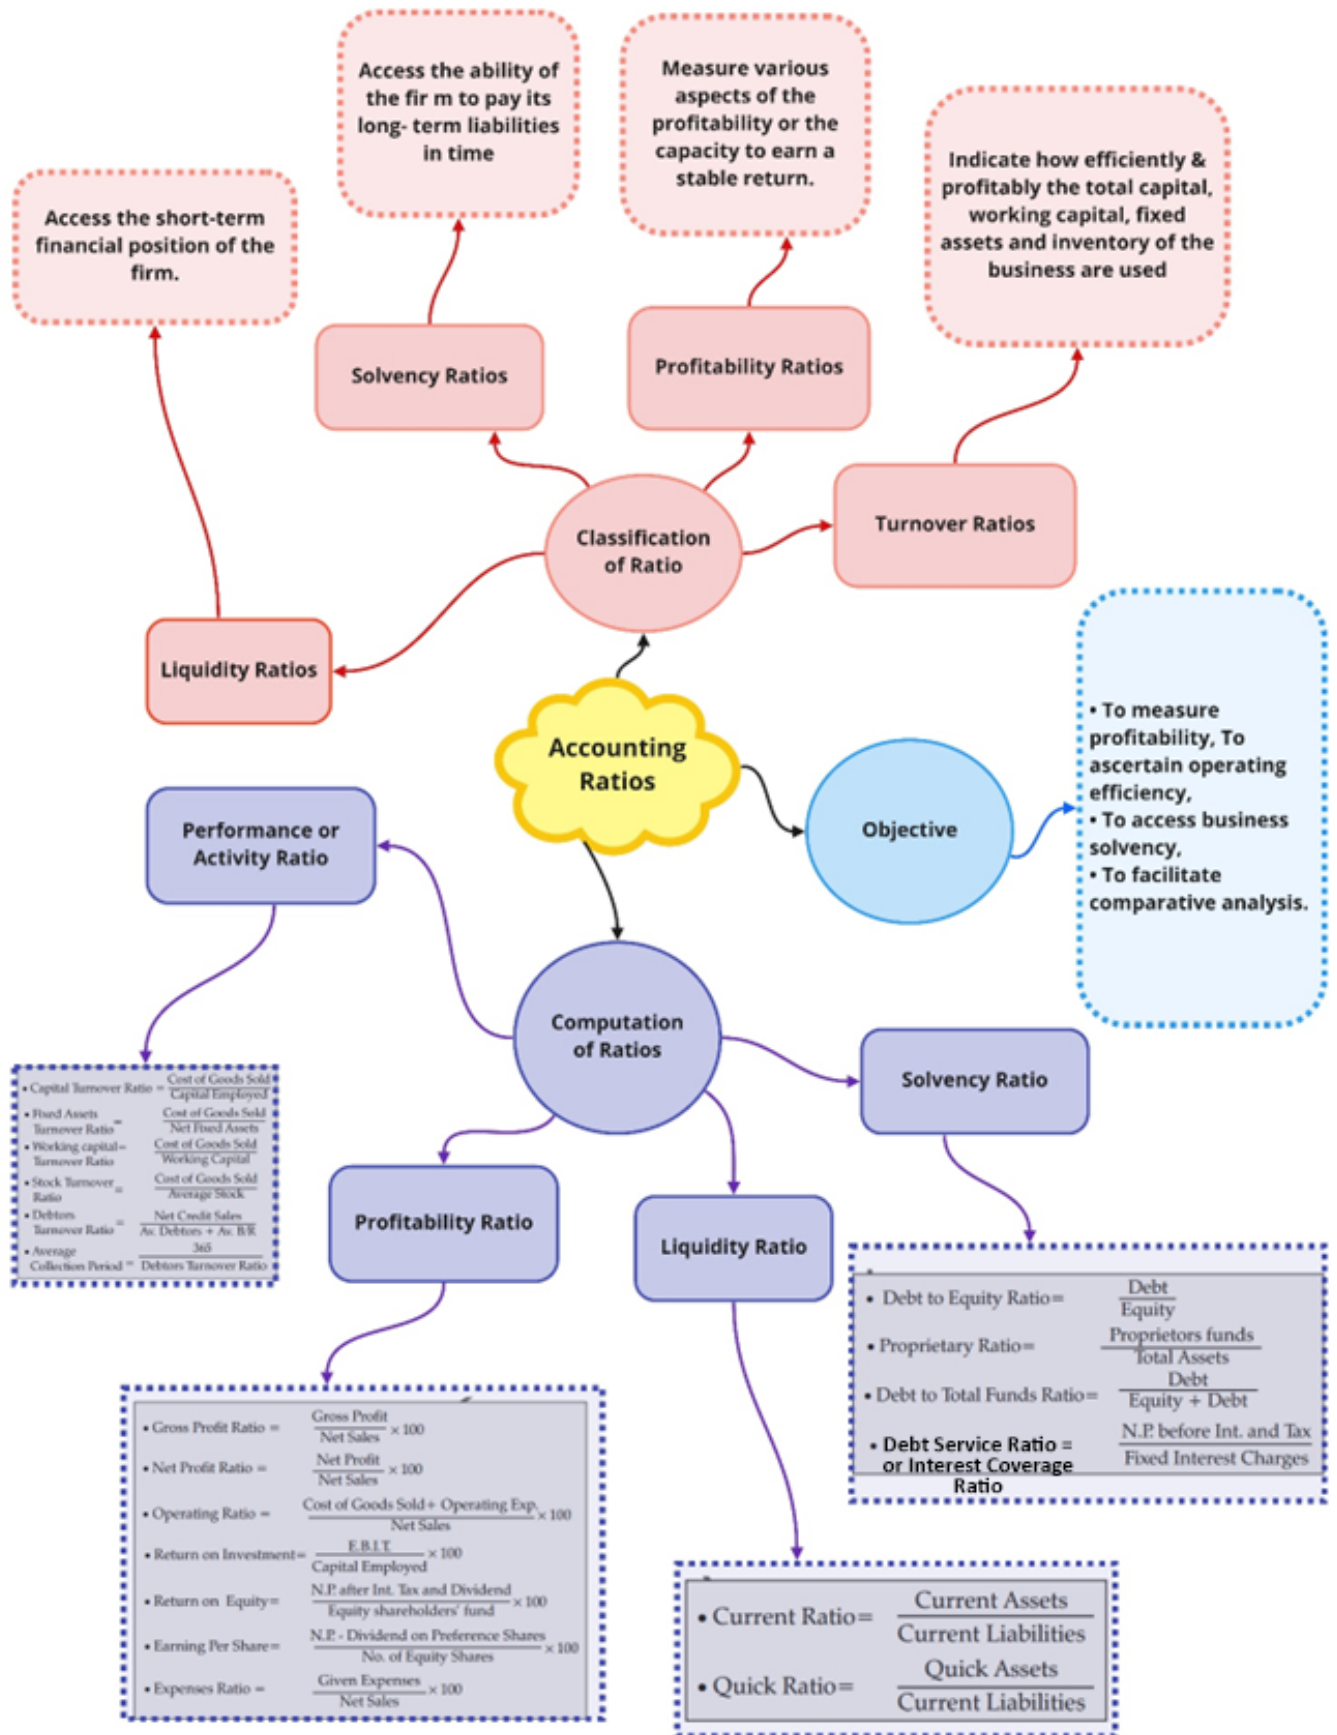 Access the short-term
financial position of the
firm.
Access the ability of
the fir m to pay its
long- term liabilities
in time
Measure various
aspects of the
profitability or the
capacity to earn a
stable return.
Indicate how efficiently &
profitably the total capital,
working capital, fixed
assets and inventory of the
business are used
Solvency Ratios
Profitability Ratios
Turnover Ratios
Liquidity Ratios
Classification
of Ratio
Accounting
Ratios
Objective
• To measure
profitability, To
ascertain operating
efficiency,
• To access business
solvency,
• To facilitate
comparative analysis.
Performance or
Activity Ratio
Computation
of Ratios
Solvency Ratio
Profitability Ratio
Liquidity Ratio
• Capital Turnover Ratio = Cost of Goods Sold
Capital Employed
• Fixed Assets
Turnover Ratio = Cost of Goods Sold
Net Fixed Assets
• Working capital =
Turnover Ratio Cost of Goods Sold
Working Capital
• Stock Turnover
Ratio = Cost of Goods Sold
Average Stock
• Debtors
Turnover Ratio = Net Credit Sales
Av. Debtors + Av. B/R
• Average
Collection Period = 365
Debtors Turnover Ratio
• Gross Profit Ratio = Gross Profit
Net Sales × 100
• Net Profit Ratio = Net Profit
Net Sales × 100
• Operating Ratio = Cost of Goods Sold + Operating Exp.
Net Sales × 100
• Return on Investment = E.B.I.T.
Capital Employed × 100
• Return on Equity= N.P. after Int. Tax and Dividend
Equity shareholders' fund × 100
• Earning Per Share= N.P. - Dividend on Preference Shares
No. of Equity Shares × 100
• Expenses Ratio = Given Expenses
Net Sales × 100
• Current Ratio= Current Assets
Current Liabilities
• Quick Ratio= Quick Assets
Current Liabilities
• Debt to Equity Ratio= Debt
Equity
• Proprietary Ratio= Proprietors funds
Total Assets
• Debt to Total Funds Ratio= Debt
Equity + Debt
• Debt Service Ratio = N.P. before Int. and Tax
or Interest Coverage Fixed Interest Charges
Ratio